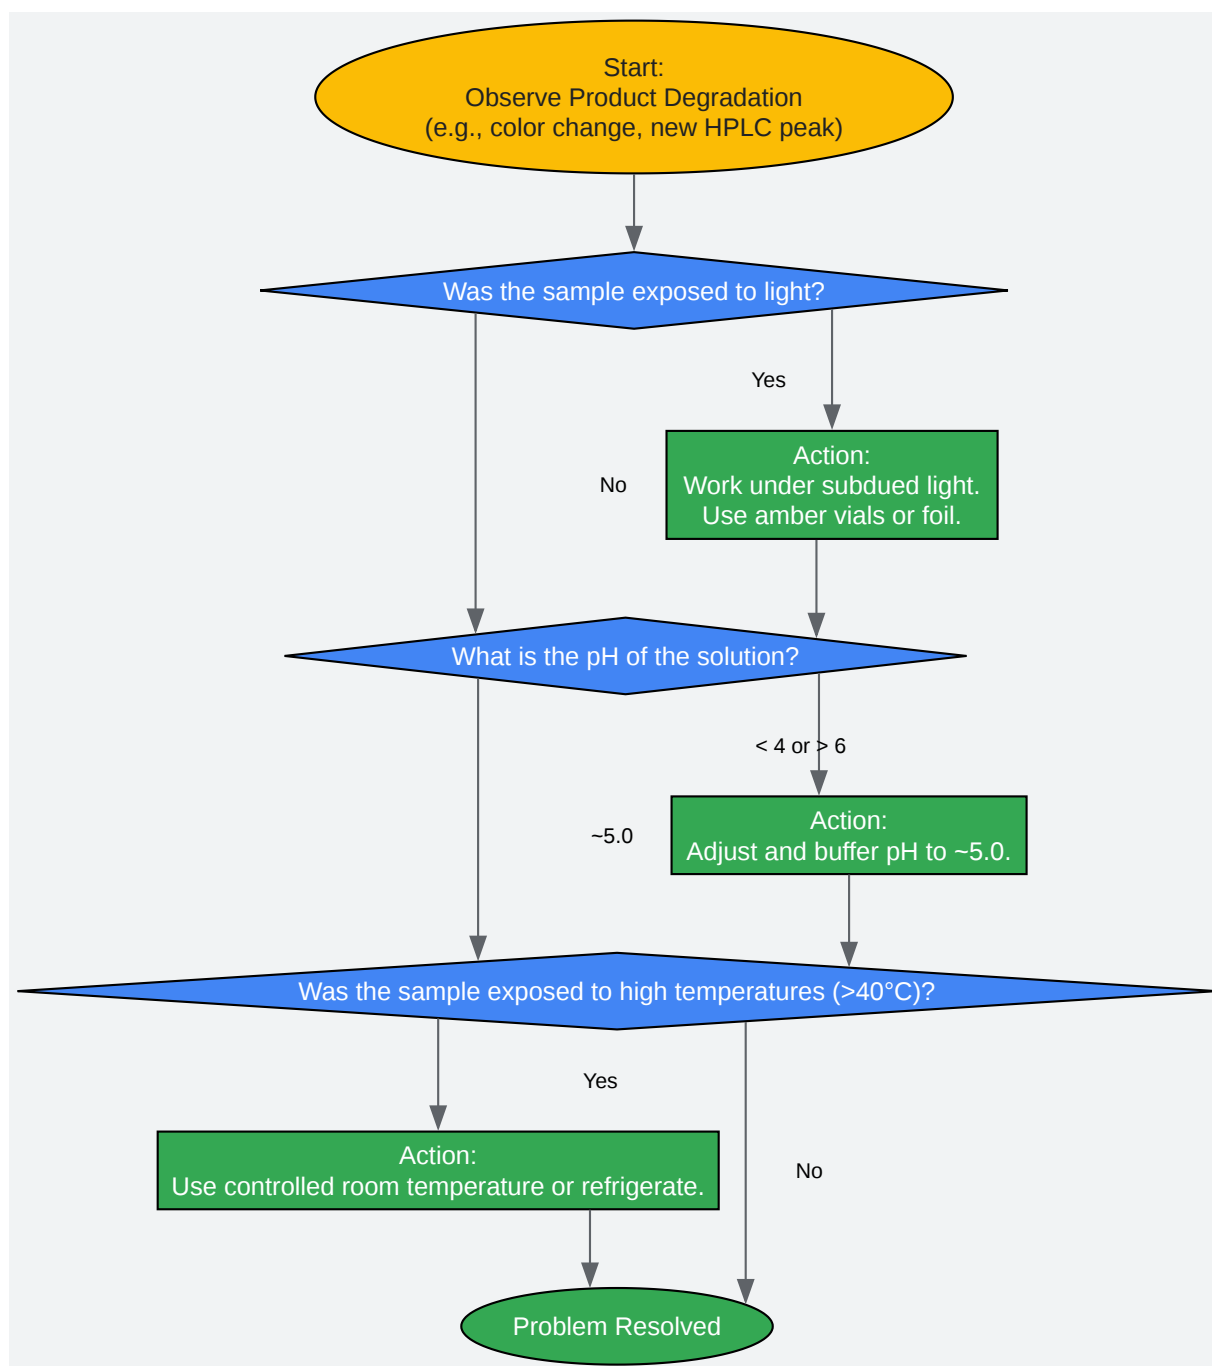 Start:
Observe Product Degradation
(e.g., color change, new HPLC peak)
Was the sample exposed to light?
Yes
Action:
Work under subdued light.
Use amber vials or foil.
No
What is the pH of the solution?
< 4 or > 6
Action:
Adjust and buffer pH to ~5.0.
~5.0
Was the sample exposed to high temperatures (>40°C)?
Yes
Action:
Use controlled room temperature or refrigerate.
No
Problem Resolved